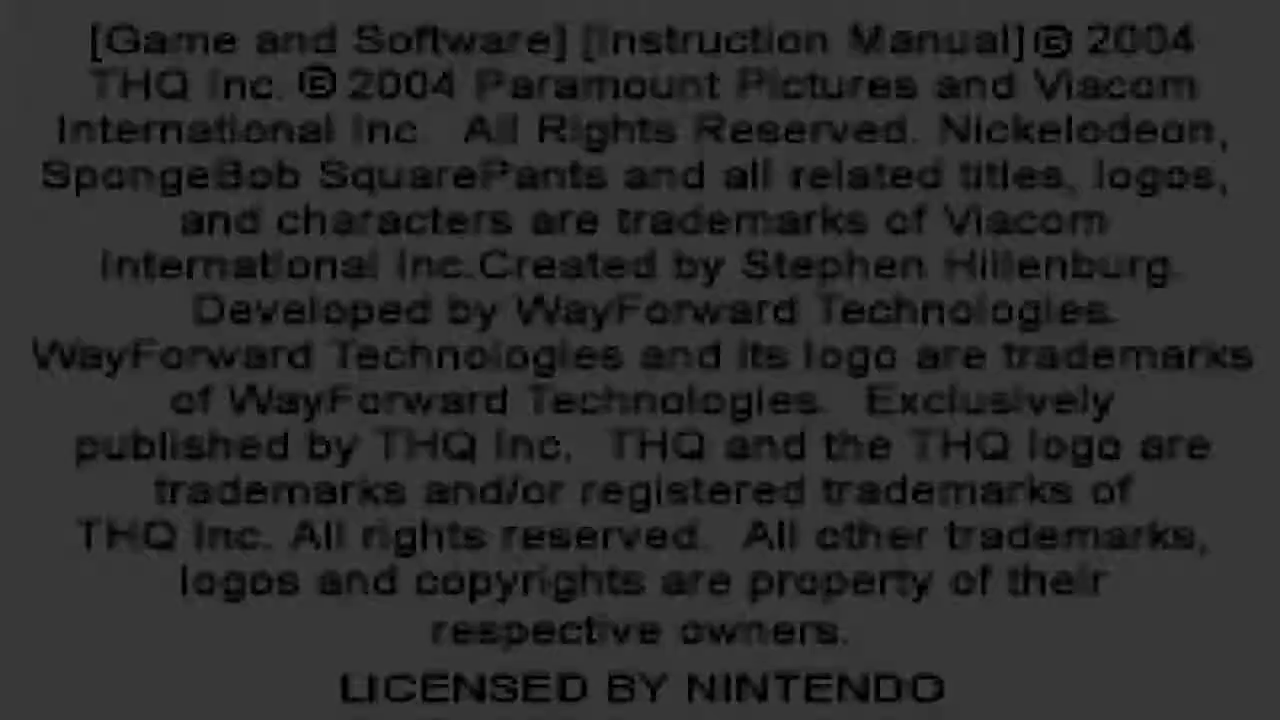 [Game and Software] [Instruction Manual] © 2004
THQ Inc. © 2004 Paramount Pictures and Viacom
International Inc. All Rights Reserved. Nickelodeon,
SpongeBob SquarePants and all related titles, logos,
and characters are trademarks of Viacom
International Inc.Created by Stephen Hillenburg.
Developed by WayForward Technologies.
WayForward Technologies and its logo are trademarks
of WayForward Technologies. Exclusively
published by THQ Inc. THQ and the THQ logo are
trademarks and/or registered trademarks of
THQ Inc. All rights reserved. All other trademarks,
logos and copyrights are property of their
respective owners.
LICENSED BY NINTENDO